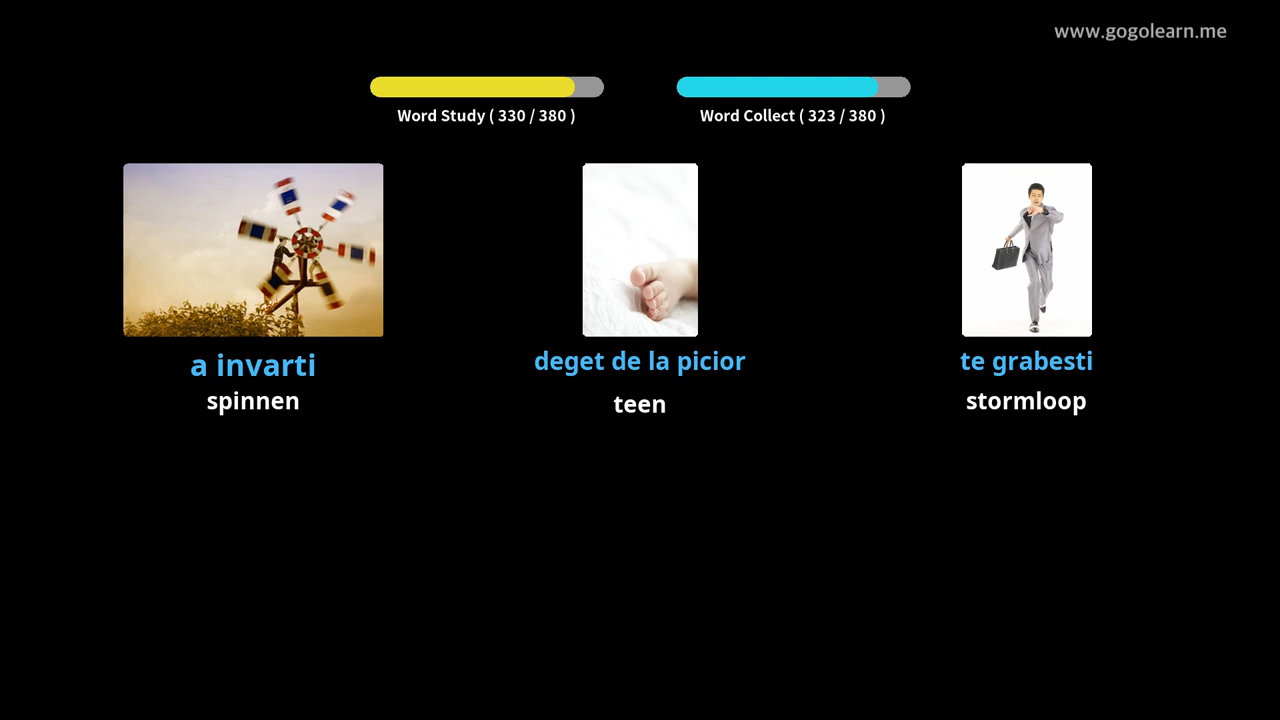 www.gogolearn.me
Word Study ( 330 / 380 )
Word Collect ( 323 / 380 )
a invarti
spinnen
deget de la picior
teen
te grabesti
stormloop